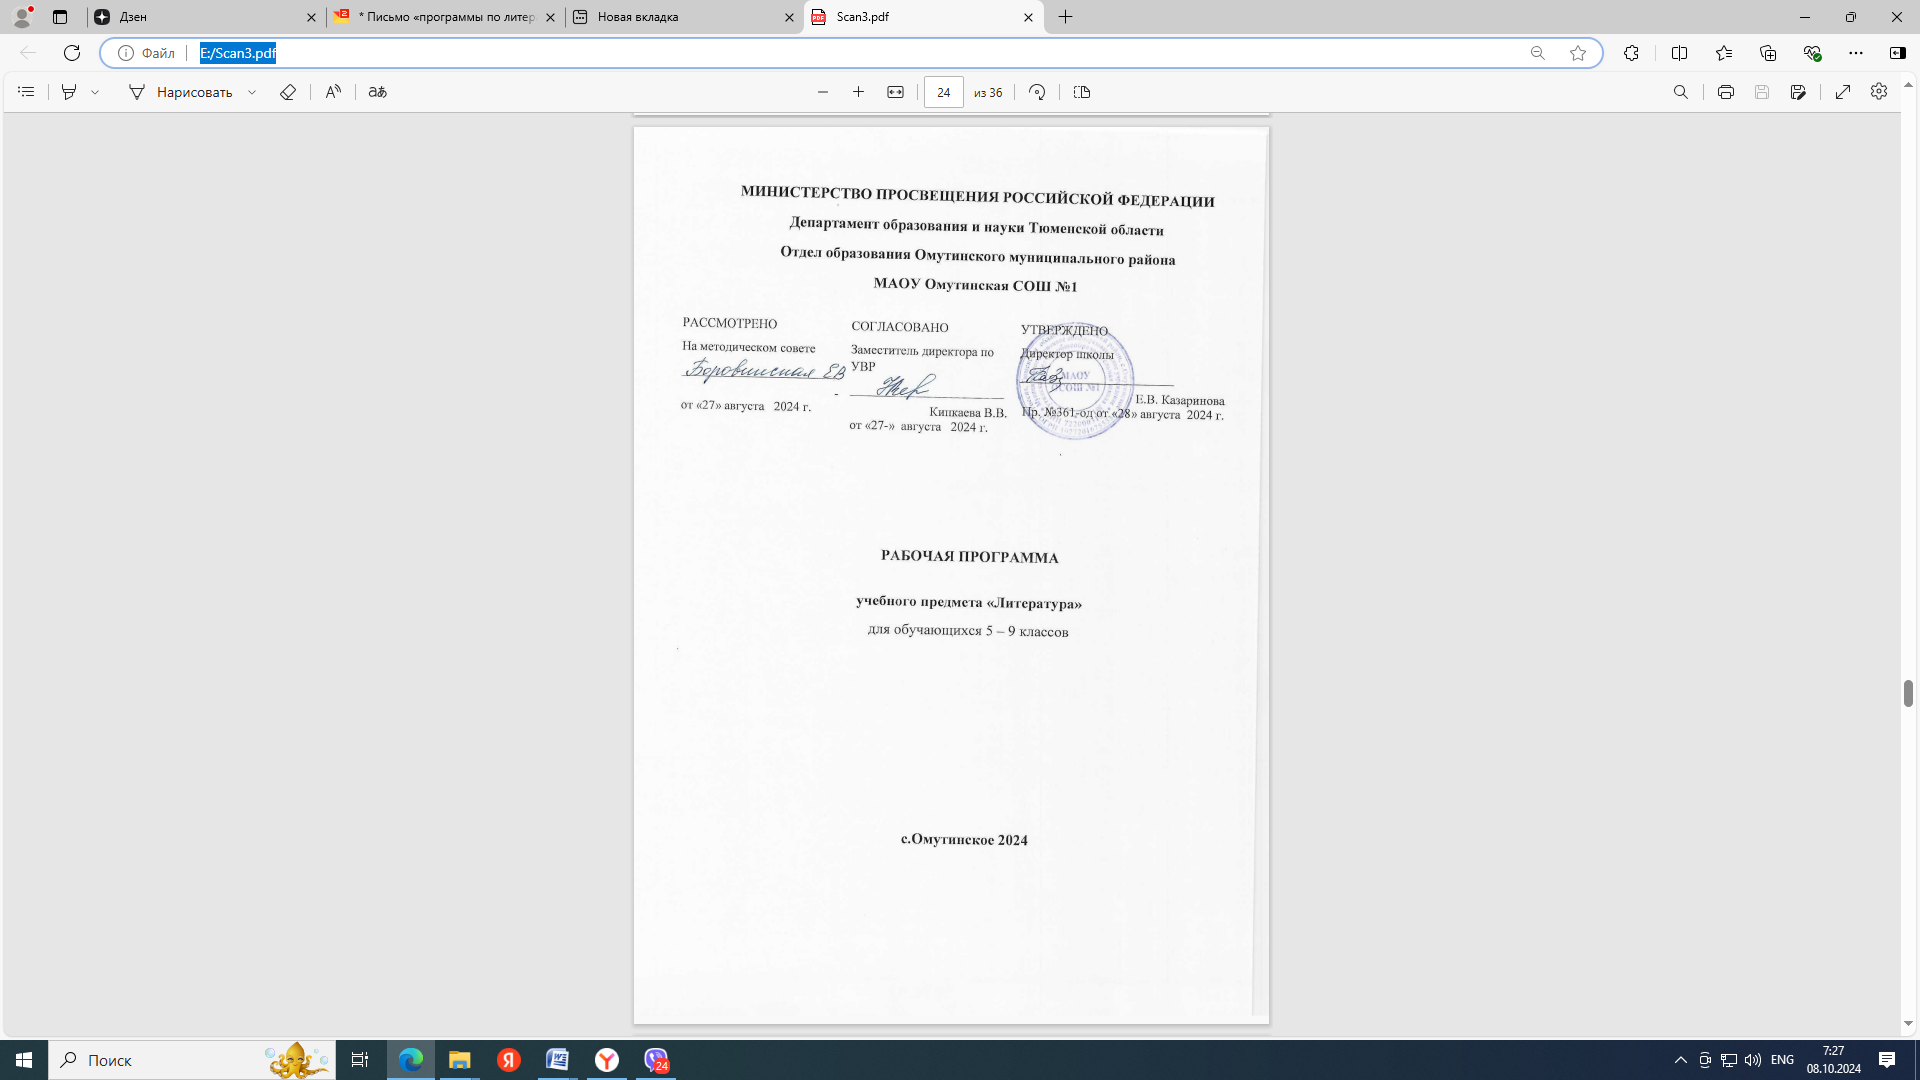 Дзен
* Письмо «программы по литер
Новая вкладка
Scan3.pdf
Файл
E:/Scan3.pdf
Нарисовать
24 из 36
МИНИСТЕРСТВО ПРОСВЕЩЕНИЯ РОССИЙСКОЙ ФЕДЕРАЦИИ
Департамент образования и науки Тюменской области
Отдел образования Омутинского муниципального района
МАОУ Омутинская СОШ №1
РАССМОТРЕНО
На методическом совете
Боровинская ЕВ
от «27» августа 2024 г.
СОГЛАСОВАНО
Заместитель директора по
УВР
Кипкаева В.В.
от «27-» августа 2024 г.
УТВЕРЖДЕНО
Директор школы
МАОУ
СОШ №1
Е.В. Казаринова
Пр. №361-од от «28» августа 2024 г.
РАБОЧАЯ ПРОГРАММА
учебного предмета «Литература»
для обучающихся 5 – 9 классов
с.Омутинское 2024
Поиск
24
ENG
7:27
08.10.2024